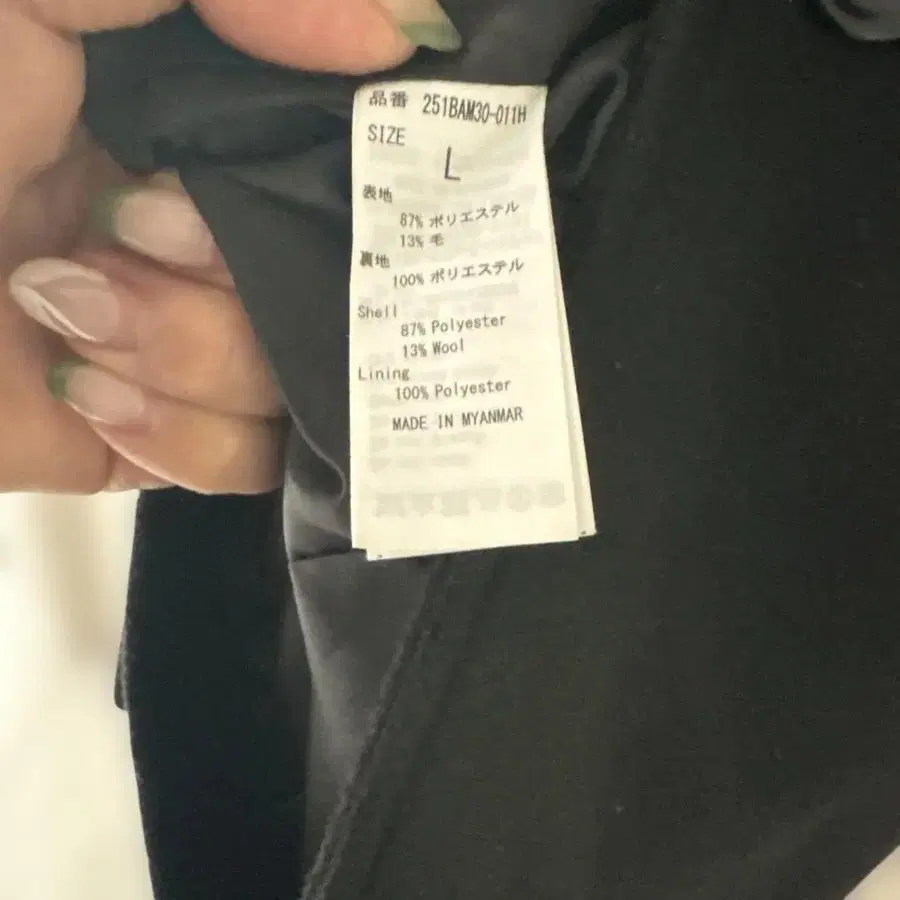 品番 251BAM30-011H
SIZE
L
表地
87% ポリエステル
13% 毛
裏地
100% ポリエステル
Shell
87% Polyester
13% Wool
Lining
100% Polyester
MADE IN MYANMAR